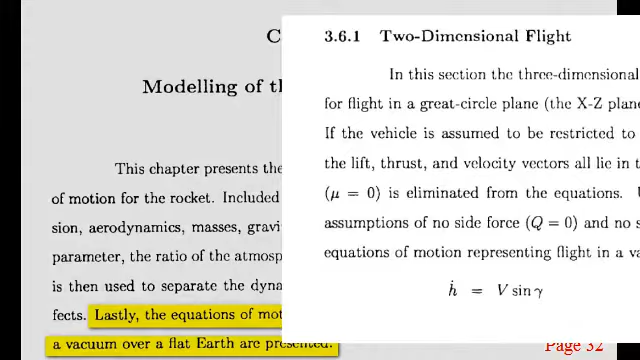 C
Modelling of th
This chapter presents the
of motion for the rocket. Included
sion, aerodynamics, masses, gravi
parameter, the ratio of the atmosp
is then used to separate the dyna
fects. Lastly, the equations of mot
a vacuum over a flat Earth are presented.
3.6.1 Two-Dimensional Flight
In this section the three-dimensional
for flight in a great-circle plane (the X-Z plane
If the vehicle is assumed to be restricted to
the lift, thrust, and velocity vectors all lie in t
(μ = 0) is eliminated from the equations. U
assumptions of no side force (Q = 0) and no s
equations of motion representing flight in a va
ḣ = V sin γ
Page 32